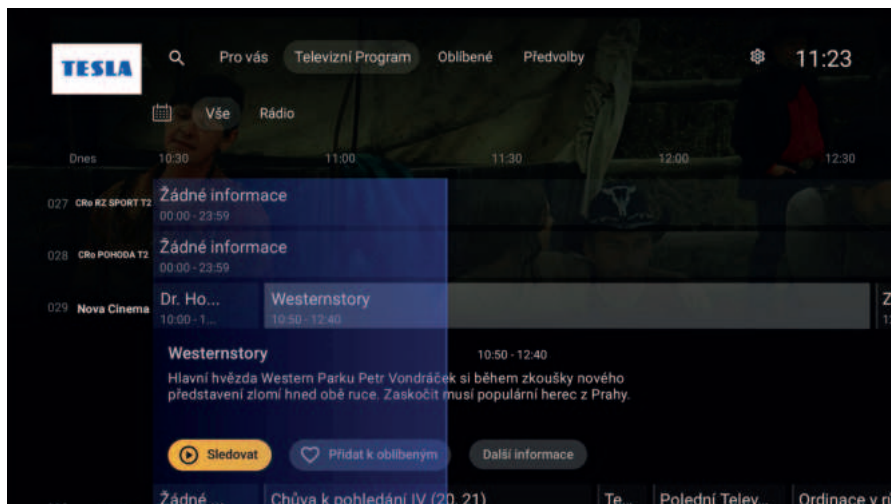 TESLA
Pro vás Televizní Program Oblíbené Předvolby 11:23
Vše Rádio
Dnes 10:30 11:00 11:30 12:00 12:30
027 CRo RZ SPORT T2 Žádné informace
00:00 - 23:59
028 CRo POHODA T2 Žádné informace
00:00 - 23:59
029 Nova Cinema Dr. Ho... Westernstory Z
10:00 - 1... 10:50 - 12:40
Westernstory 10:50 - 12:40
Hlavní hvězda Western Parku Petr Vondráček si během zkoušky nového
představení zlomí hned obě ruce. Zaskočit musí populární herec z Prahy.
Sledovat Přidat k oblíbeným Další informace
Žádné ... Chůva k pohledání IV (20, 21) Te... Polední Telev... Ordinace v